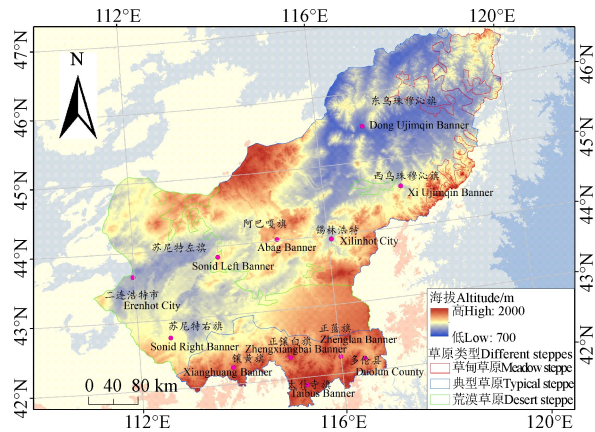 112°E 116°E 120°E
47°N 46°N
N
东乌珠穆沁旗
Dong Ujimqin Banner
46°N 45°N
西乌珠穆沁旗
Xi Ujimqin Banner
45°N 44°N
阿巴嘎旗
Abag Banner
锡林浩特
Xilinhot City
苏尼特左旗
Sonid Left Banner
44°N 43°N
二连浩特市
Erenhot City
海拔Altitude/m
高High: 2000
低Low: 700
43°N 42°N
苏尼特右旗
Sonid Right Banner
正镶白旗
Zhengxiangbai Banner
正蓝旗
Zhenglan Banner
镶黄旗
Xianghuang Banner
多伦县
Duolun County
太仆寺旗
Taibus Banner
草原类型Different steppes
草甸草原Meadow steppe
典型草原Typical steppe
荒漠草原Desert steppe
0 40 80 km
42°N
112°E 116°E 120°E